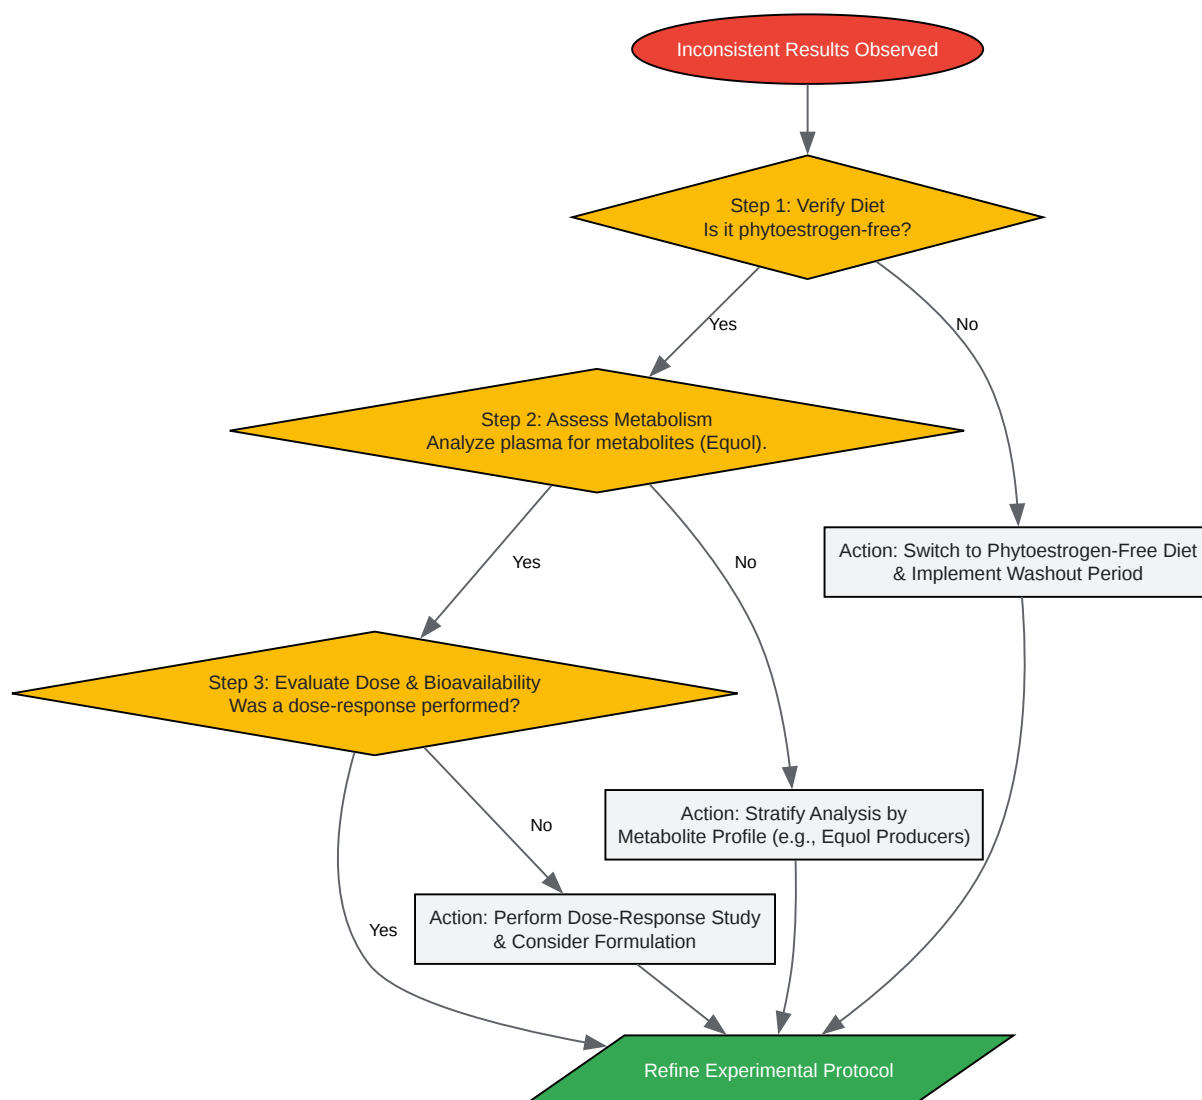 Inconsistent Results Observed
Step 1: Verify Diet
Is it phytoestrogen-free?
Yes
No
Step 2: Assess Metabolism
Analyze plasma for metabolites (Equol).
Yes
No
Action: Switch to Phytoestrogen-Free Diet
& Implement Washout Period
Step 3: Evaluate Dose & Bioavailability
Was a dose-response performed?
No
Action: Stratify Analysis by
Metabolite Profile (e.g., Equol Producers)
Yes
Action: Perform Dose-Response Study
& Consider Formulation
Refine Experimental Protocol